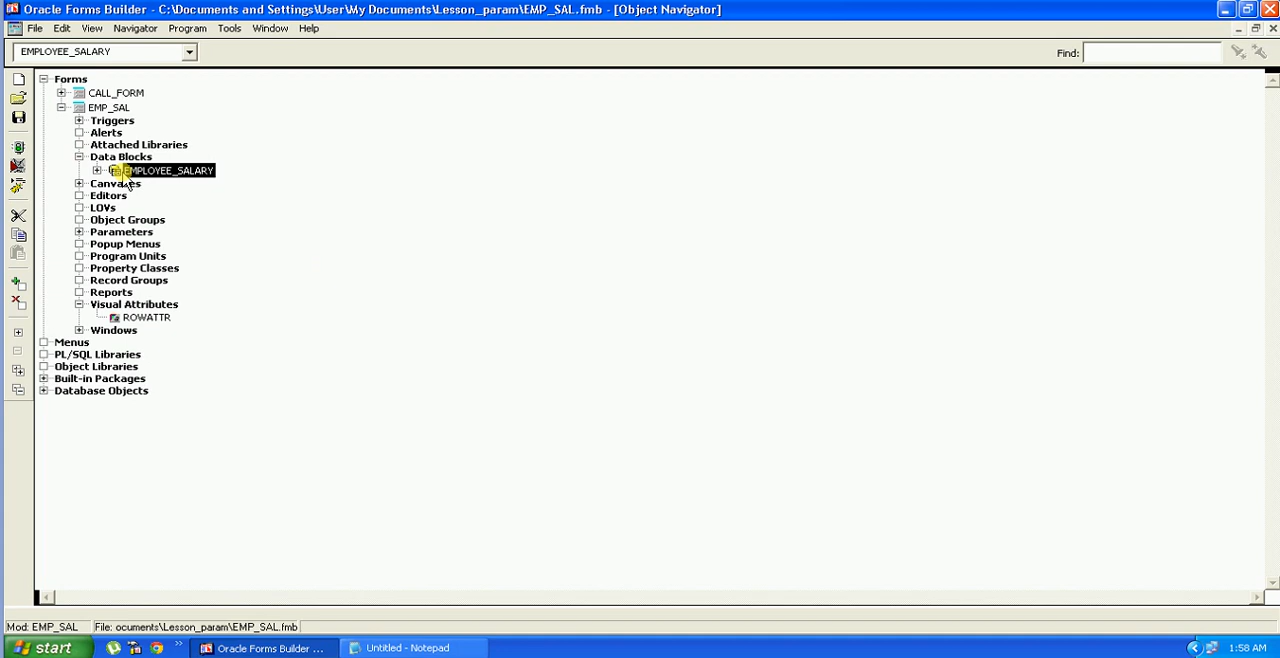 Oracle Forms Builder - C:\Documents and Settings\User\My Documents\Lesson_param\EMP_SAL.fmb - [Object Navigator]
File Edit View Navigator Program Tools Window Help
EMPLOYEE_SALARY
Find:
Forms
CALL_FORM
EMP_SAL
Triggers
Alerts
Attached Libraries
Data Blocks
EMPLOYEE_SALARY
Canvases
Editors
LOVs
Object Groups
Parameters
Popup Menus
Program Units
Property Classes
Record Groups
Reports
Visual Attributes
ROWATTR
Windows
Menus
PL/SQL Libraries
Object Libraries
Built-in Packages
Database Objects
Mod: EMP_SAL File: ocuments\Lesson_param\EMP_SAL.fmb
start Oracle Forms Builder ... Untitled - Notepad 1:58 AM